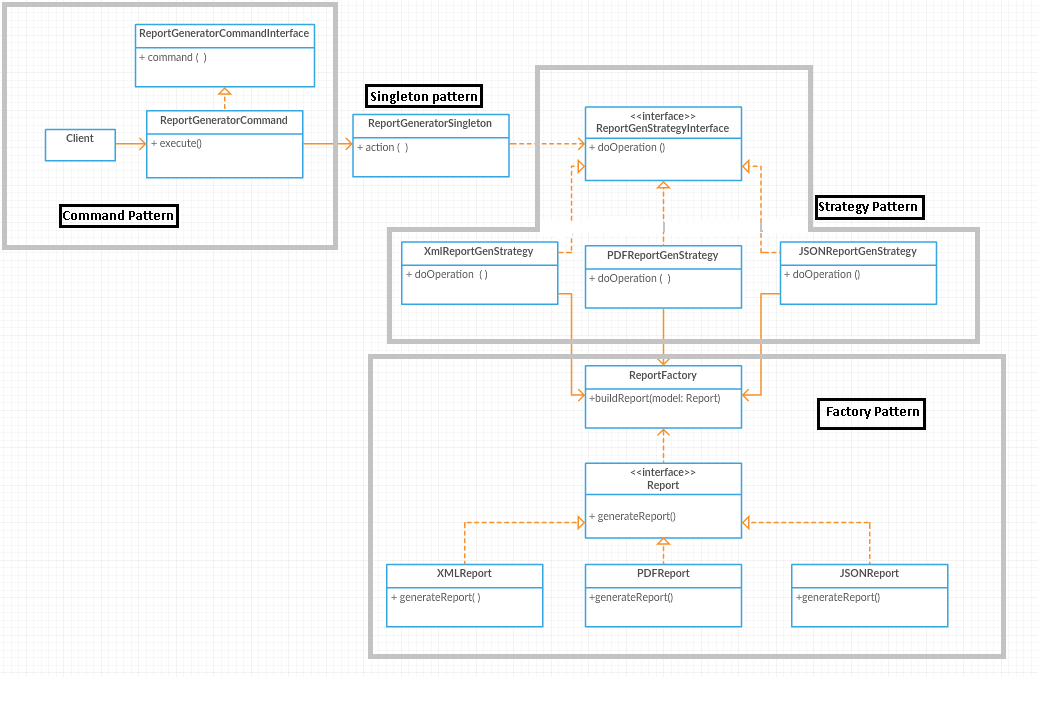 ReportGeneratorCommandInterface
+ command (  )
ReportGeneratorCommand
+ execute()
Client
Command Pattern
Singleton pattern
ReportGeneratorSingleton
+ action (  )
<<interface>>
ReportGenStrategyInterface
+ doOperation ()
Strategy Pattern
XmlReportGenStrategy
+ doOperation  ( )
PDFReportGenStrategy
+ doOperation (  )
JSONReportGenStrategy
+ doOperation ()
ReportFactory
+buildReport(model: Report)
Factory Pattern
<<interface>>
Report
+ generateReport()
XMLReport
+ generateReport( )
PDFReport
+generateReport()
JSONReport
+generateReport()